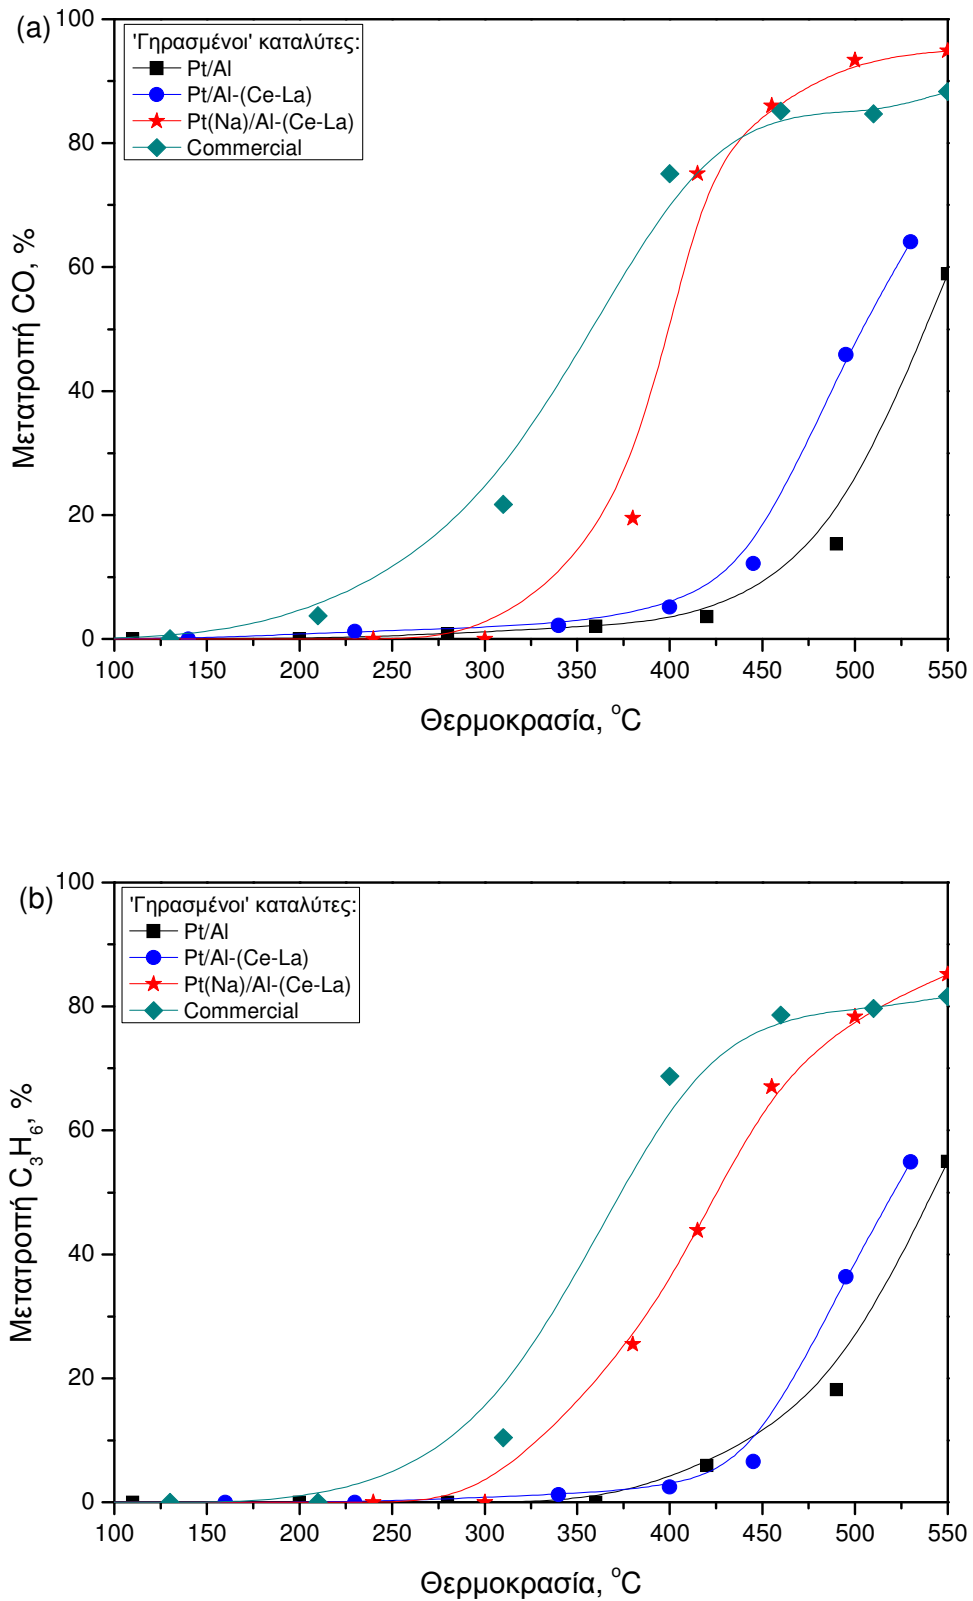 (a)
100
80
60
40
20
0
Μετατροπή CO, %
'Γηρασμένοι' καταλύτες:
Pt/Al
Pt/Al-(Ce-La)
Pt(Na)/Al-(Ce-La)
Commercial
100 150 200 250 300 350 400 450 500 550
Θερμοκρασία, °C
(b)
100
80
60
40
20
0
Μετατροπή C₃H₆, %
'Γηρασμένοι' καταλύτες:
Pt/Al
Pt/Al-(Ce-La)
Pt(Na)/Al-(Ce-La)
Commercial
100 150 200 250 300 350 400 450 500 550
Θερμοκρασία, °C